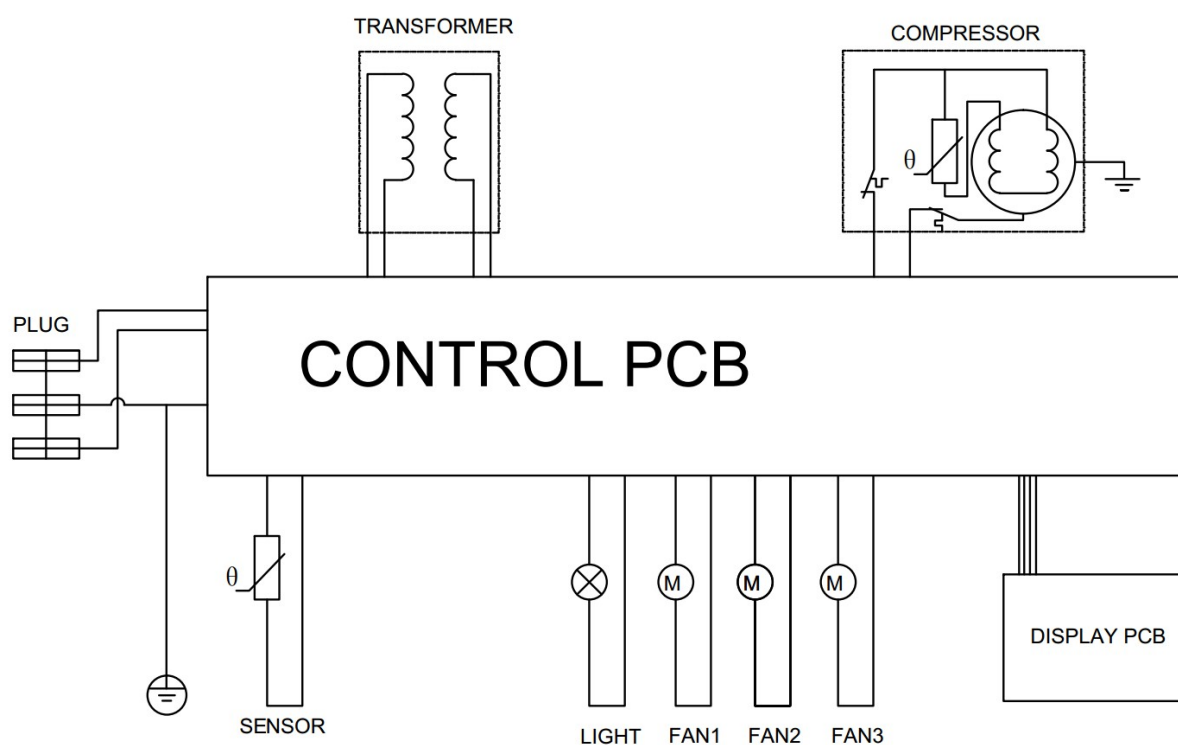 TRANSFORMER
COMPRESSOR
θ
PLUG
CONTROL PCB
θ
M
M
M
DISPLAY PCB
SENSOR
LIGHT
FAN1
FAN2
FAN3